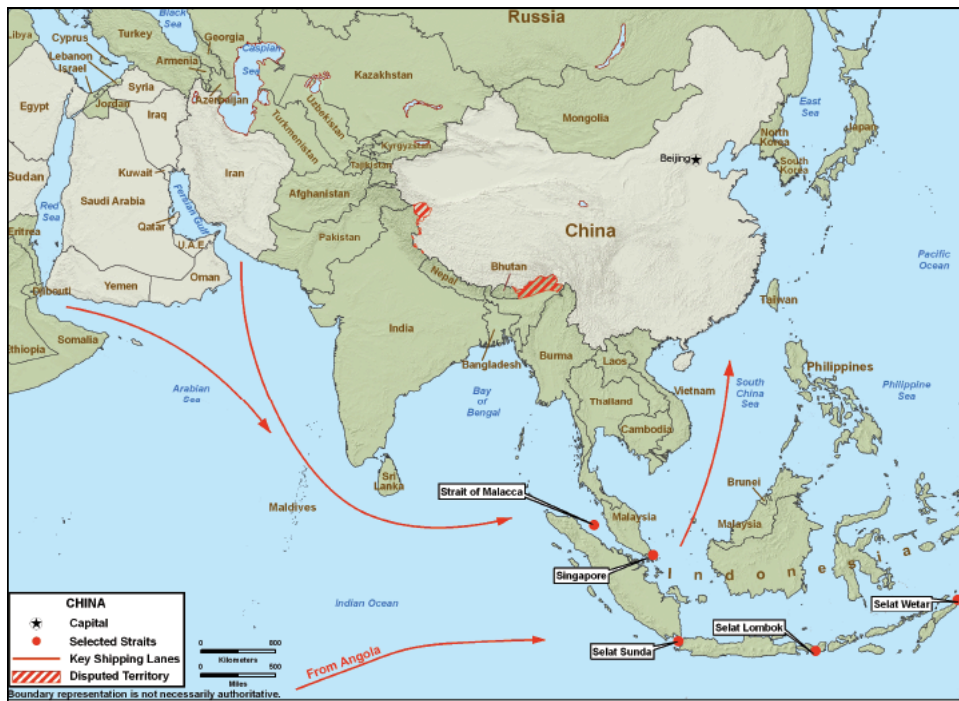 Black
Sea
Russia
Libya
Cyprus
Turkey
Georgia
Caspian
Sea
Lebanon
Israel
Armenia
Kazakhstan
Syria
Azerbaijan
Uzbekistan
Mongolia
East
Sea
Jordan
Egypt
Iraq
Turkmenistan
Kyrgyzstan
North
Korea
Japan
Beijing
Tajikistan
South
Korea
Kuwait
Iran
Sudan
Afghanistan
Saudi Arabia
Persian Gulf
Red
Sea
Qatar
China
Eritrea
U.A.E.
Pakistan
Pacific
Ocean
Oman
Nepal
Bhutan
Yemen
Djibouti
Taiwan
India
Somalia
Ethiopia
Burma
Laos
Bangladesh
Philippines
Arabian
Sea
Bay
of
Bengal
Vietnam
South
China
Sea
Philippine
Sea
Thailand
Cambodia
Sri
Lanka
Brunei
Strait of Malacca
Maldives
Malaysia
Malaysia
Singapore
Indonesia
Selat Wetar
Indian Ocean
Selat Lombok
Selat Sunda
From Angola
CHINA
Capital
Selected Straits
Key Shipping Lanes
Disputed Territory
0 800
Kilometers
0 500
Miles
Boundary representation is not necessarily authoritative.